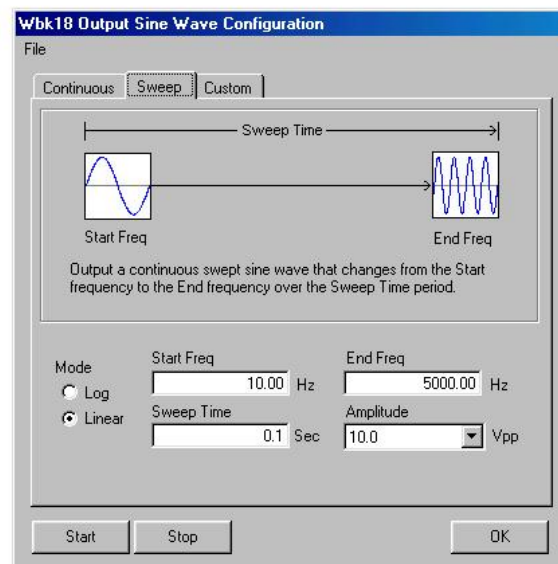 Wbk18 Output Sine Wave Configuration
File
Continuous Sweep Custom
Sweep Time
Start Freq End Freq
Output a continuous swept sine wave that changes from the Start
frequency to the End frequency over the Sweep Time period.
Mode
Log
Linear
Start Freq
10.00 Hz
End Freq
5000.00 Hz
Sweep Time
0.1 Sec
Amplitude
10.0 Vpp
Start Stop OK